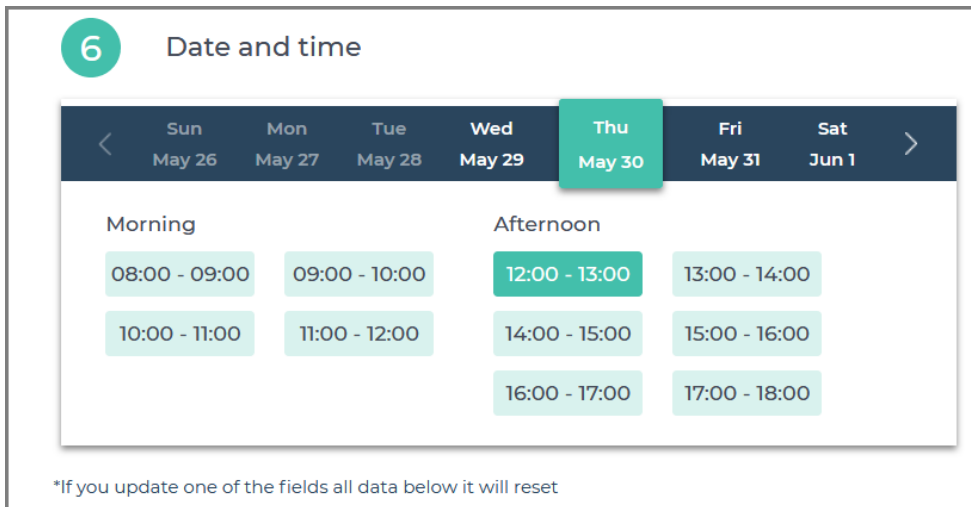 6 Date and time
Sun Mon Tue Wed Thu Fri Sat
May 26 May 27 May 28 May 29 May 30 May 31 Jun 1
Morning Afternoon
08:00 - 09:00 09:00 - 10:00 12:00 - 13:00 13:00 - 14:00
10:00 - 11:00 11:00 - 12:00 14:00 - 15:00 15:00 - 16:00
16:00 - 17:00 17:00 - 18:00
*If you update one of the fields all data below it will reset